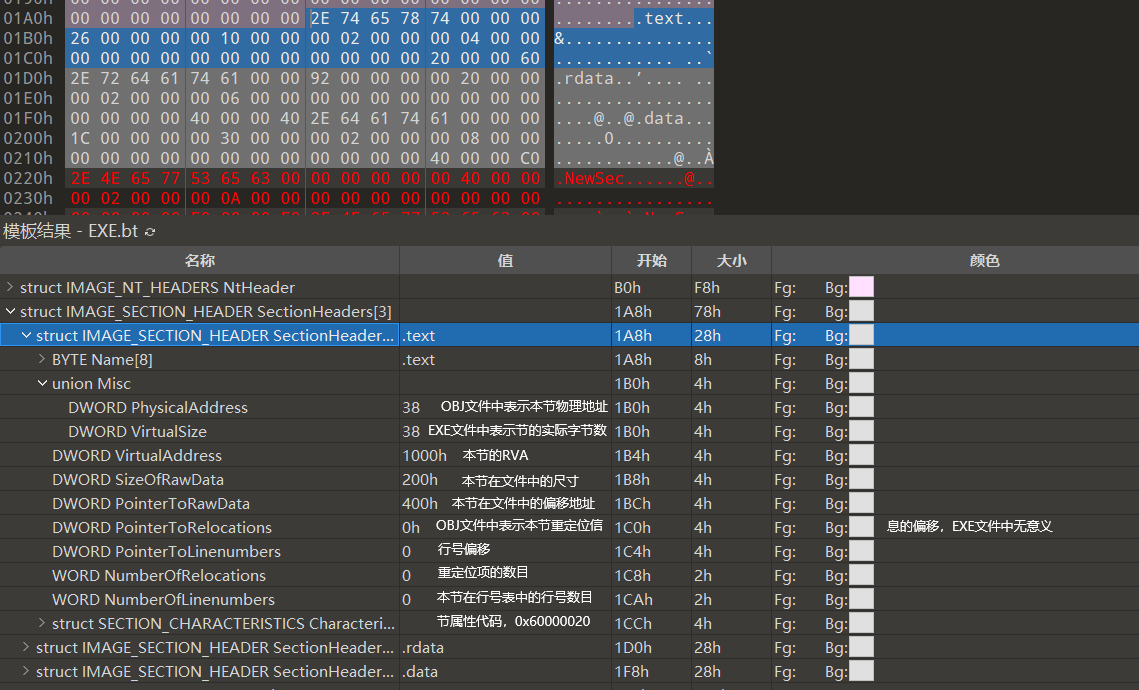 01A0h 00 00 00 00 00 00 00 00 2E 74 65 78 74 00 00 00 ........ .text...
01B0h 26 00 00 00 00 10 00 00 00 02 00 00 00 04 00 00 &...............
01C0h 00 00 00 00 00 00 00 00 00 00 00 00 20 00 00 60 ............ ..`
01D0h 2E 72 64 61 74 61 00 00 92 00 00 00 00 20 00 00 .rdata..’.... ..
01E0h 00 02 00 00 00 06 00 00 00 00 00 00 00 00 00 00 ................
01F0h 00 00 00 00 40 00 00 40 2E 64 61 74 61 00 00 00 ....@..@.data...
0200h 1C 00 00 00 00 30 00 00 00 02 00 00 00 08 00 00 .....0..........
0210h 00 00 00 00 00 00 00 00 00 00 00 00 40 00 00 C0 ............@..À
0220h 2E 4E 65 77 53 65 63 00 00 00 00 00 00 40 00 00 .NewSec......@..
0230h 00 02 00 00 00 0A 00 00 00 00 00 00 00 00 00 00 ................
模板结果 - EXE.bt
名称 值 开始 大小 颜色
struct IMAGE_NT_HEADERS NtHeader B0h F8h Fg: Bg:
struct IMAGE_SECTION_HEADER SectionHeaders[3] 1A8h 78h Fg: Bg:
struct IMAGE_SECTION_HEADER SectionHeader... .text 1A8h 28h Fg: Bg:
BYTE Name[8] .text 1A8h 8h Fg: Bg:
union Misc 1B0h 4h Fg: Bg:
DWORD PhysicalAddress 38 OBJ文件中表示本节物理地址 1B0h 4h Fg: Bg:
DWORD VirtualSize 38 EXE文件中表示节的实际字节数 1B0h 4h Fg: Bg:
DWORD VirtualAddress 1000h 本节的RVA 1B4h 4h Fg: Bg:
DWORD SizeOfRawData 200h 本节在文件中的尺寸 1B8h 4h Fg: Bg:
DWORD PointerToRawData 400h 本节在文件中的偏移地址 1BCh 4h Fg: Bg:
DWORD PointerToRelocations 0h OBJ文件中表示本节重定位信 1C0h 4h Fg: Bg: 息的偏移，EXE文件中无意义
DWORD PointerToLinenumbers 0 行号偏移 1C4h 4h Fg: Bg:
WORD NumberOfRelocations 0 重定位项的数目 1C8h 2h Fg: Bg:
WORD NumberOfLinenumbers 0 本节在行号表中的行号数目 1CAh 2h Fg: Bg:
struct SECTION_CHARACTERISTICS Characteri... 节属性代码，0x60000020 1CCh 4h Fg: Bg:
struct IMAGE_SECTION_HEADER SectionHeader... .rdata 1D0h 28h Fg: Bg:
struct IMAGE_SECTION_HEADER SectionHeader... .data 1F8h 28h Fg: Bg: